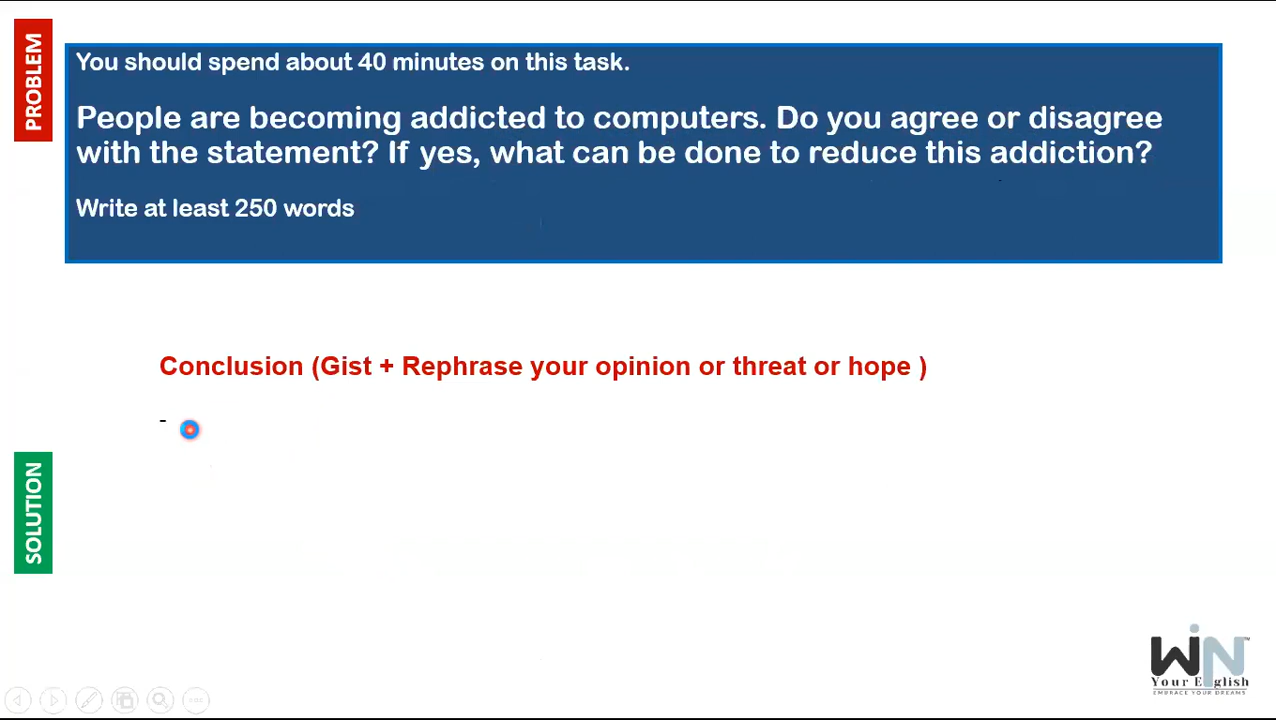 PROBLEM
You should spend about 40 minutes on this task.
People are becoming addicted to computers. Do you agree or disagree
with the statement? If yes, what can be done to reduce this addiction?
Write at least 250 words
Conclusion (Gist + Rephrase your opinion or threat or hope )
-
SOLUTION
WiN™
Your English
EMBRACE YOUR DREAMS